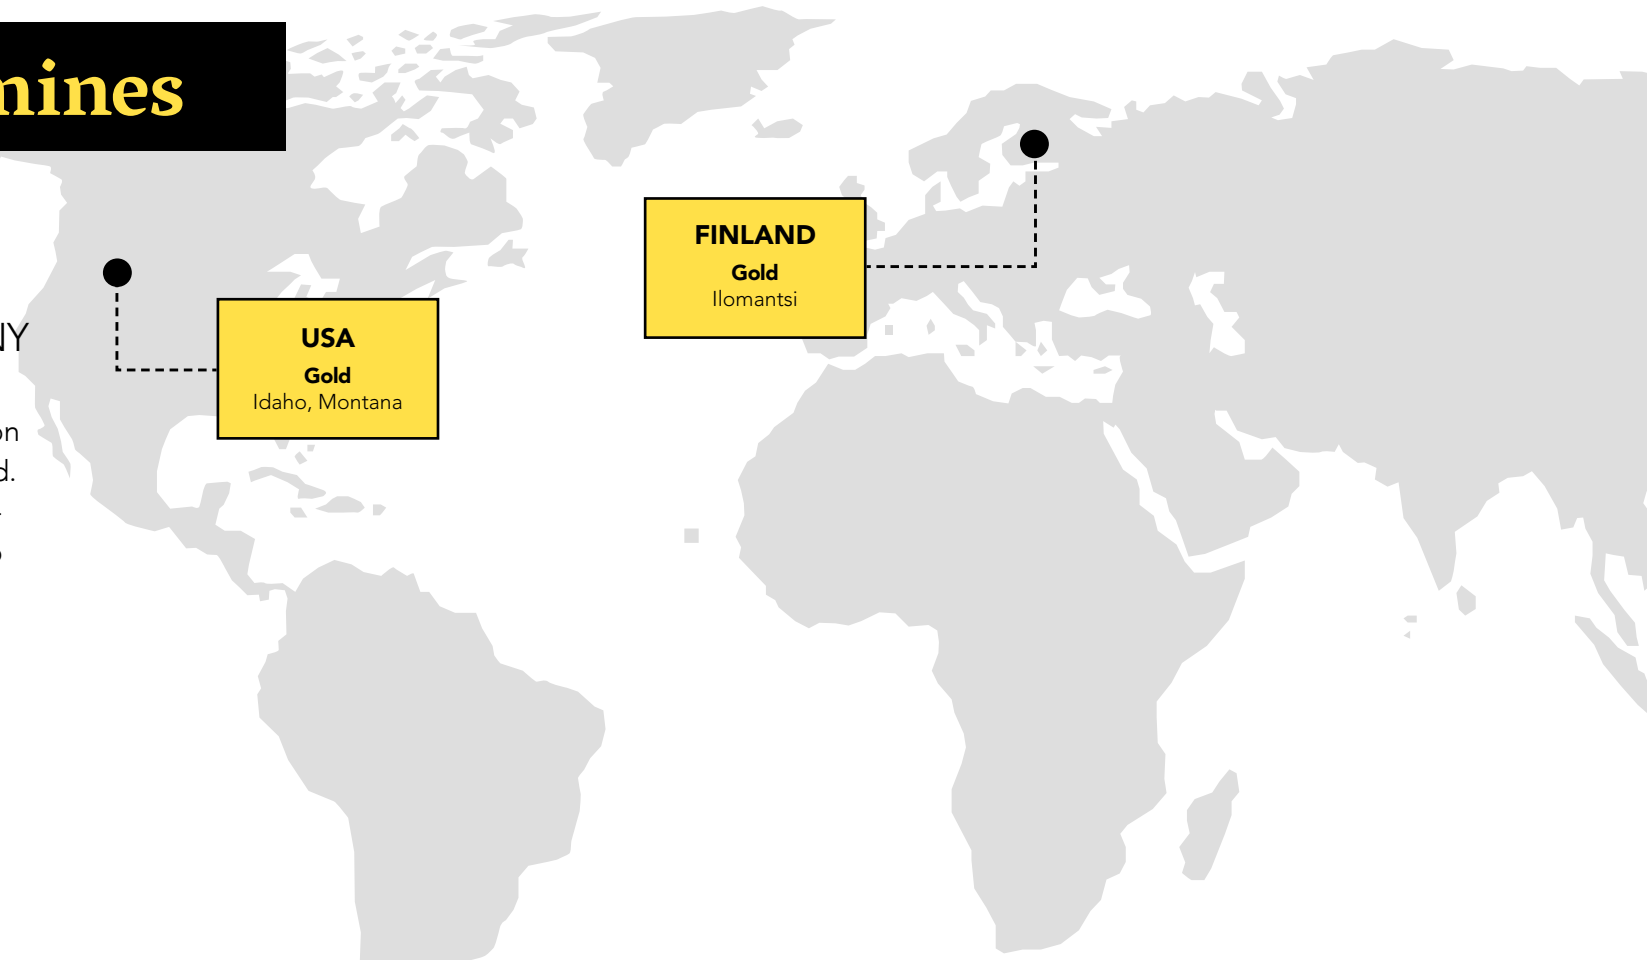 mines
FINLAND
Gold
Ilomantsi
USA
Gold
Idaho, Montana
NY
on
d.